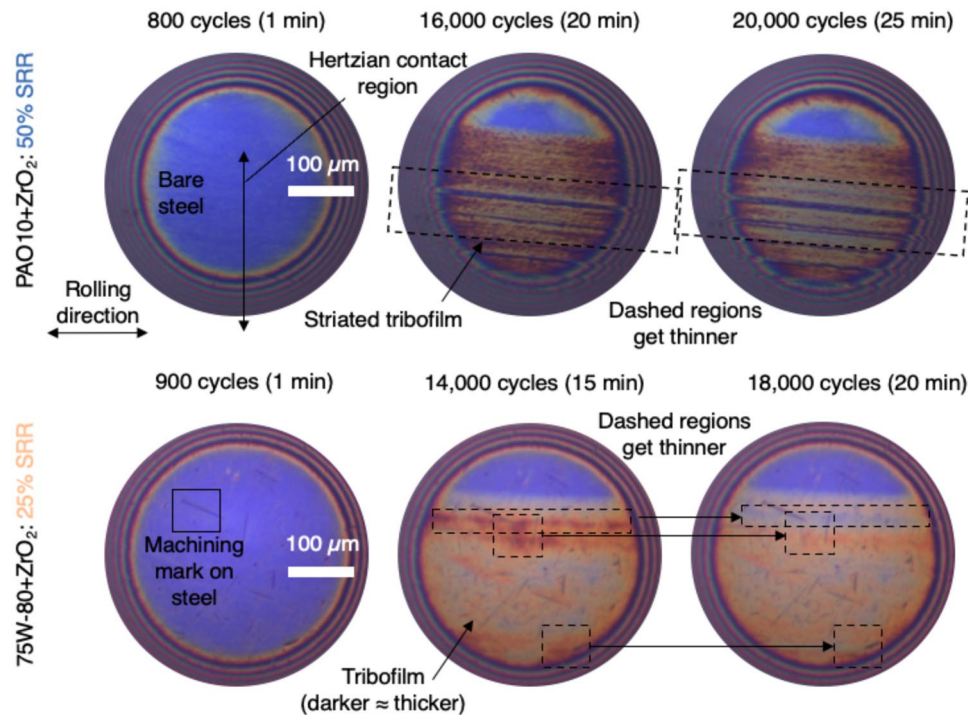 800 cycles (1 min)
16,000 cycles (20 min)
20,000 cycles (25 min)
PAO10+ZrO₂: 50% SRR
Hertzian contact
region
Bare
steel
100 µm
Rolling
direction
Striated tribofilm
Dashed regions
get thinner
900 cycles (1 min)
14,000 cycles (15 min)
18,000 cycles (20 min)
75W-80+ZrO₂: 25% SRR
Dashed regions
get thinner
Machining
mark on
steel
100 µm
Tribofilm
(darker ≈ thicker)